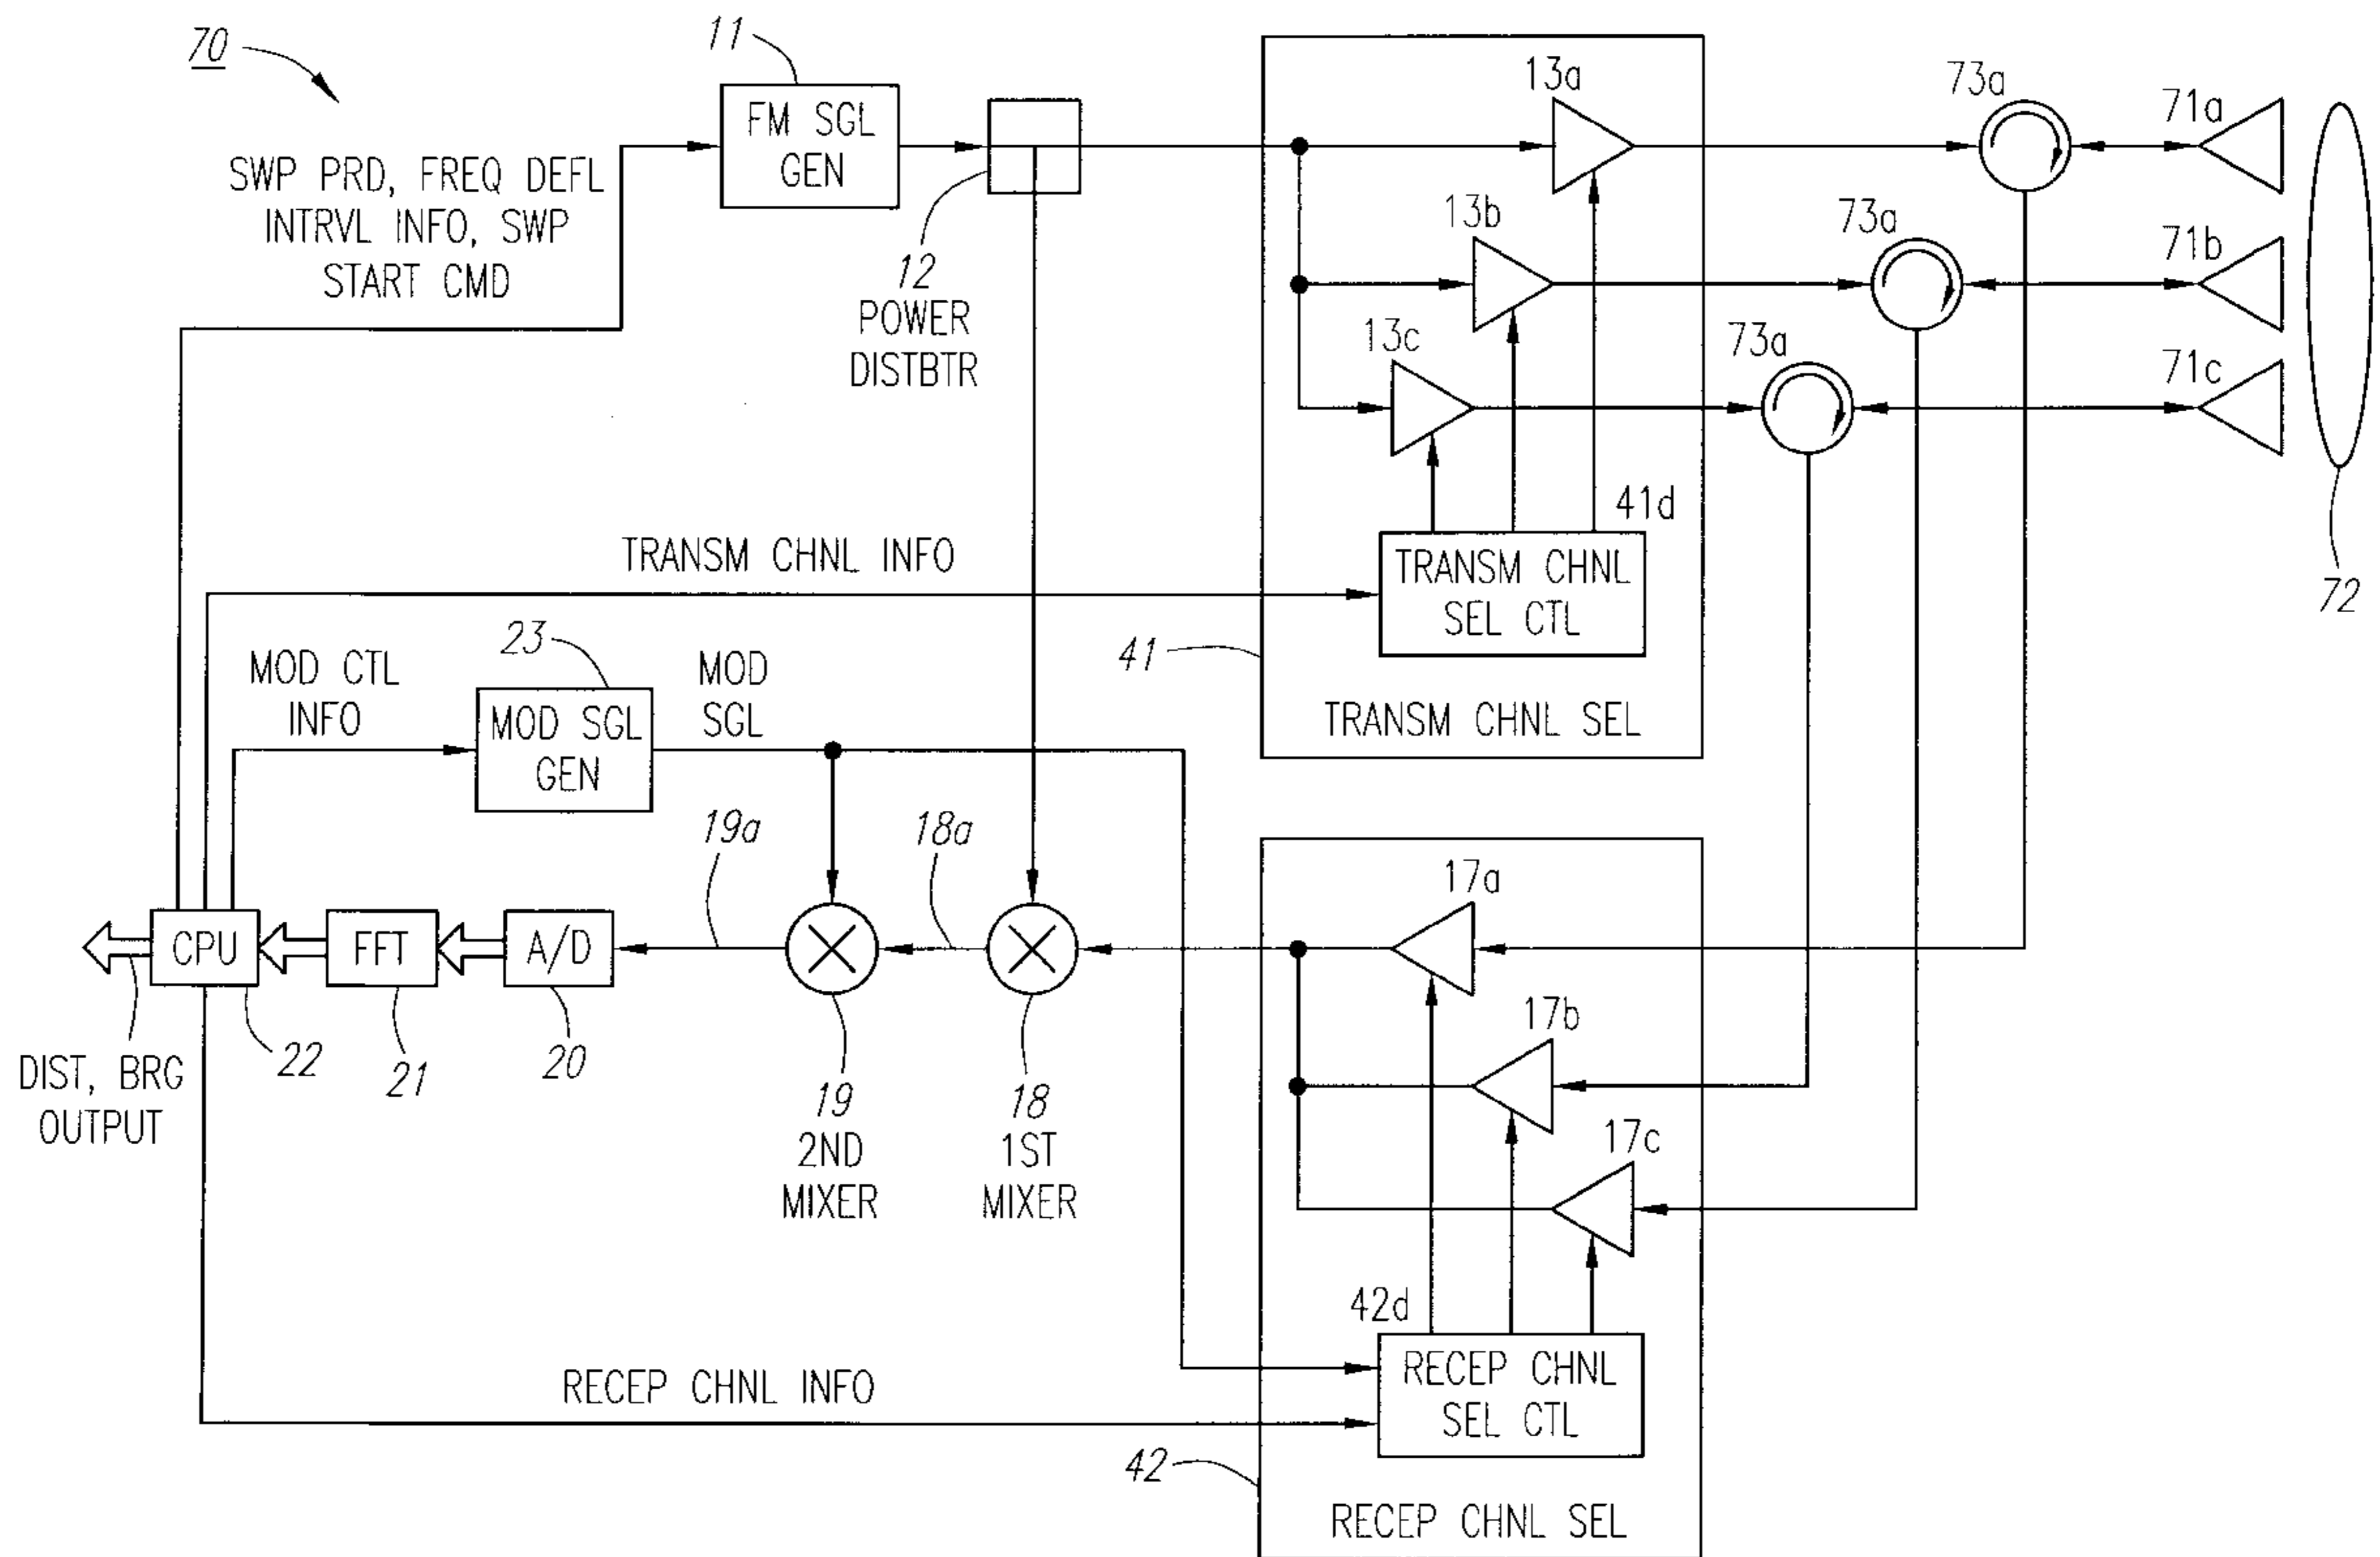 70
11
FM SGL
GEN
SWP PRD, FREQ DEFL
INTRVL INFO, SWP
START CMD
12
POWER
DISTBTR
13a
13b
13c
73a
73a
73a
71a
71b
71c
72
41d
TRANSM CHNL
SEL CTL
41
TRANSM CHNL SEL
TRANSM CHNL INFO
MOD CTL
INFO
23
MOD SGL
GEN
MOD
SGL
19a
18a
CPU
FFT
A/D
DIST, BRG
OUTPUT
22
21
20
19
2ND
MIXER
18
1ST
MIXER
17a
17b
17c
42d
RECEP CHNL
SEL CTL
RECEP CHNL INFO
42
RECEP CHNL SEL